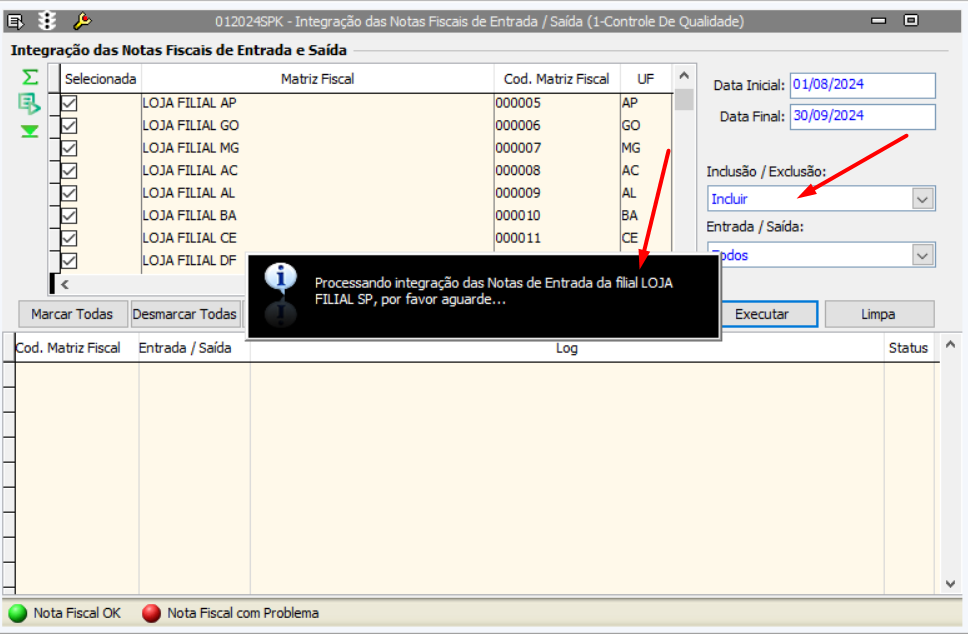 012024SPK - Integração das Notas Fiscais de Entrada / Saída (1-Controle De Qualidade)
Integração das Notas Fiscais de Entrada e Saída
Selecionada Matriz Fiscal Cod. Matriz Fiscal UF
LOJA FILIAL AP 000005 AP
LOJA FILIAL GO 000006 GO
LOJA FILIAL MG 000007 MG
LOJA FILIAL AC 000008 AC
LOJA FILIAL AL 000009 AL
LOJA FILIAL BA 000010 BA
LOJA FILIAL CE 000011 CE
LOJA FILIAL DF
Data Inicial: 01/08/2024
Data Final: 30/09/2024
Inclusão / Exclusão:
Incluir
Entrada / Saída:
Todos
Processando integração das Notas de Entrada da filial LOJA
FILIAL SP, por favor aguarde...
Marcar Todas Desmarcar Todas Executar Limpa
Cod. Matriz Fiscal Entrada / Saída Log Status
Nota Fiscal OK Nota Fiscal com Problema